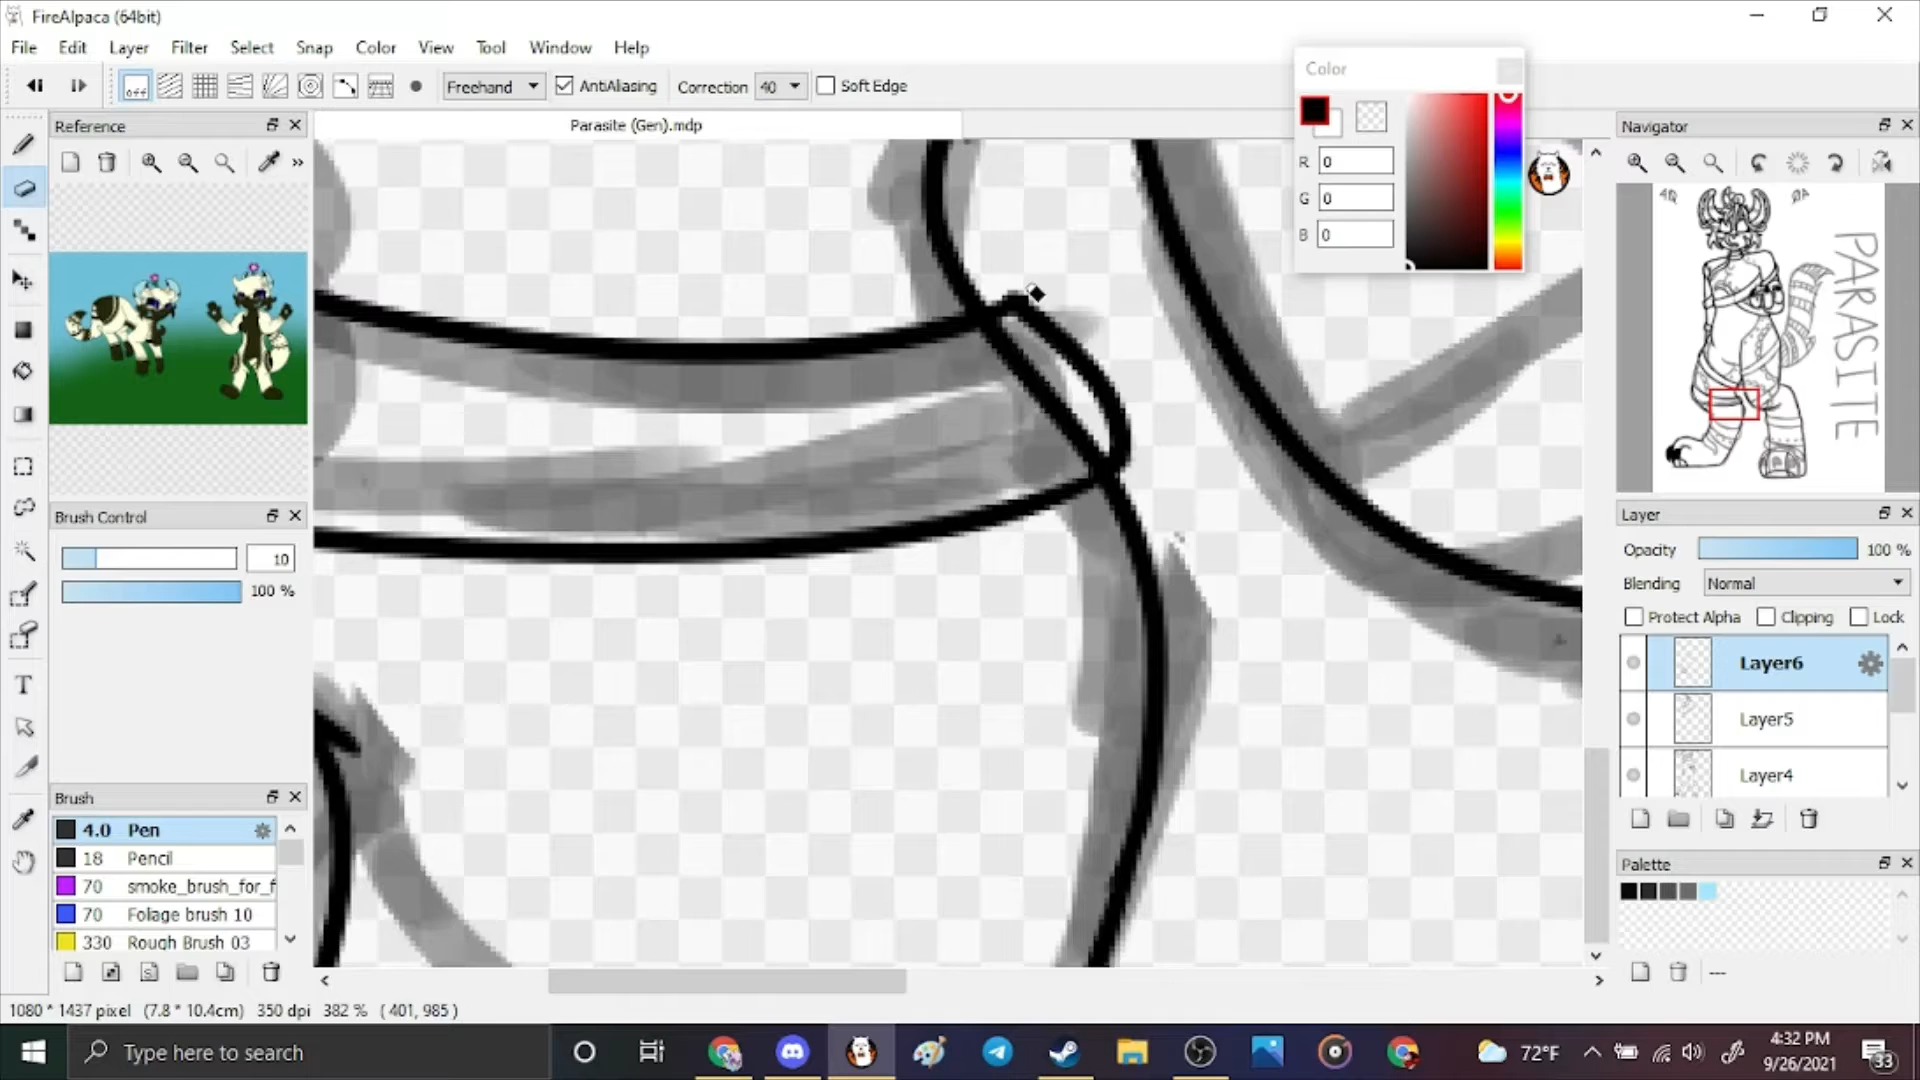 FireAlpaca (64bit)
File Edit Layer Filter Select Snap Color View Tool Window Help
off Freehand AntiAliasing Correction 40 Soft Edge
Color
R 0
G 0
B 0
Reference
Parasite (Gen).mdp
Navigator
PARASITE
Brush Control
10
100 %
Layer
Opacity 100 %
Blending Normal
Protect Alpha Clipping Lock
Layer6
Layer5
Layer4
Brush
4.0 Pen
18 Pencil
70 smoke_brush_for_f
70 Foliage brush 10
330 Rough Brush 03
Palette
---
1080 * 1437 pixel (7.8 * 10.4cm) 350 dpi 382 % ( 401, 985 )
Type here to search
72°F
4:32 PM
9/26/2021
33